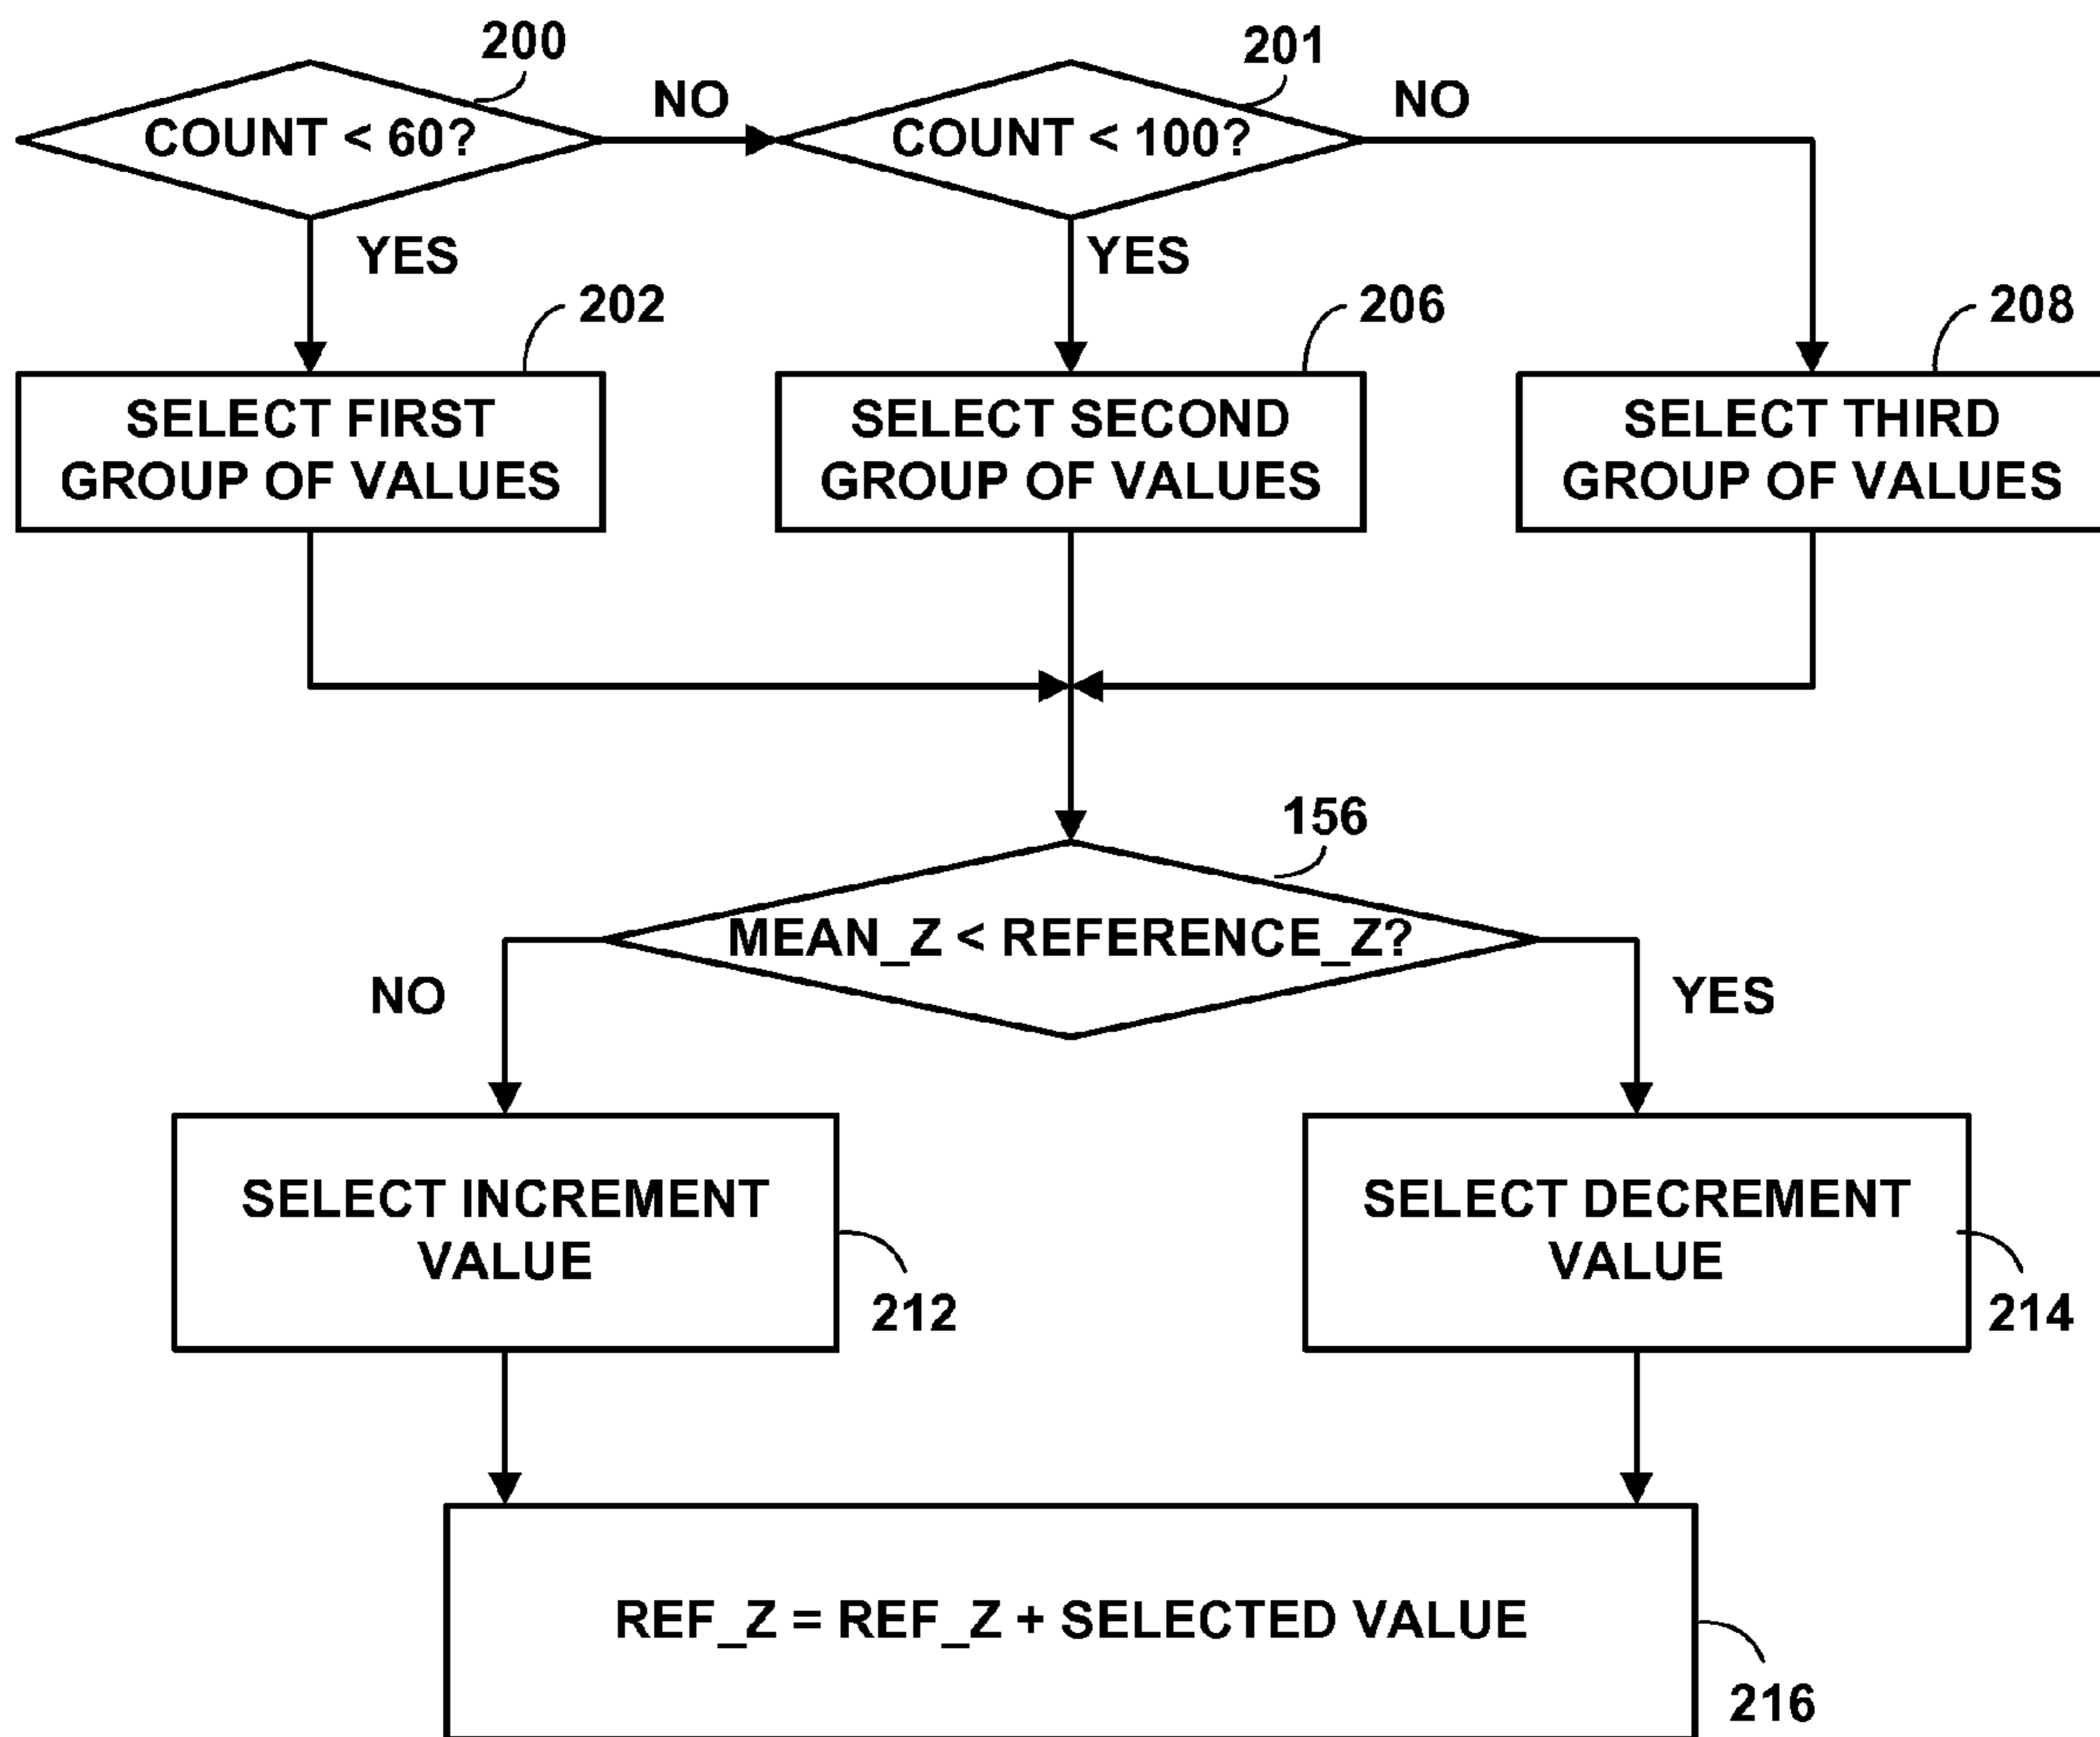 200
201
COUNT < 60?
NO
COUNT < 100?
NO
YES
YES
202
206
208
SELECT FIRST
GROUP OF VALUES
SELECT SECOND
GROUP OF VALUES
SELECT THIRD
GROUP OF VALUES
156
MEAN_Z < REFERENCE_Z?
NO
YES
SELECT INCREMENT
VALUE
212
SELECT DECREMENT
VALUE
214
REF_Z = REF_Z + SELECTED VALUE
216